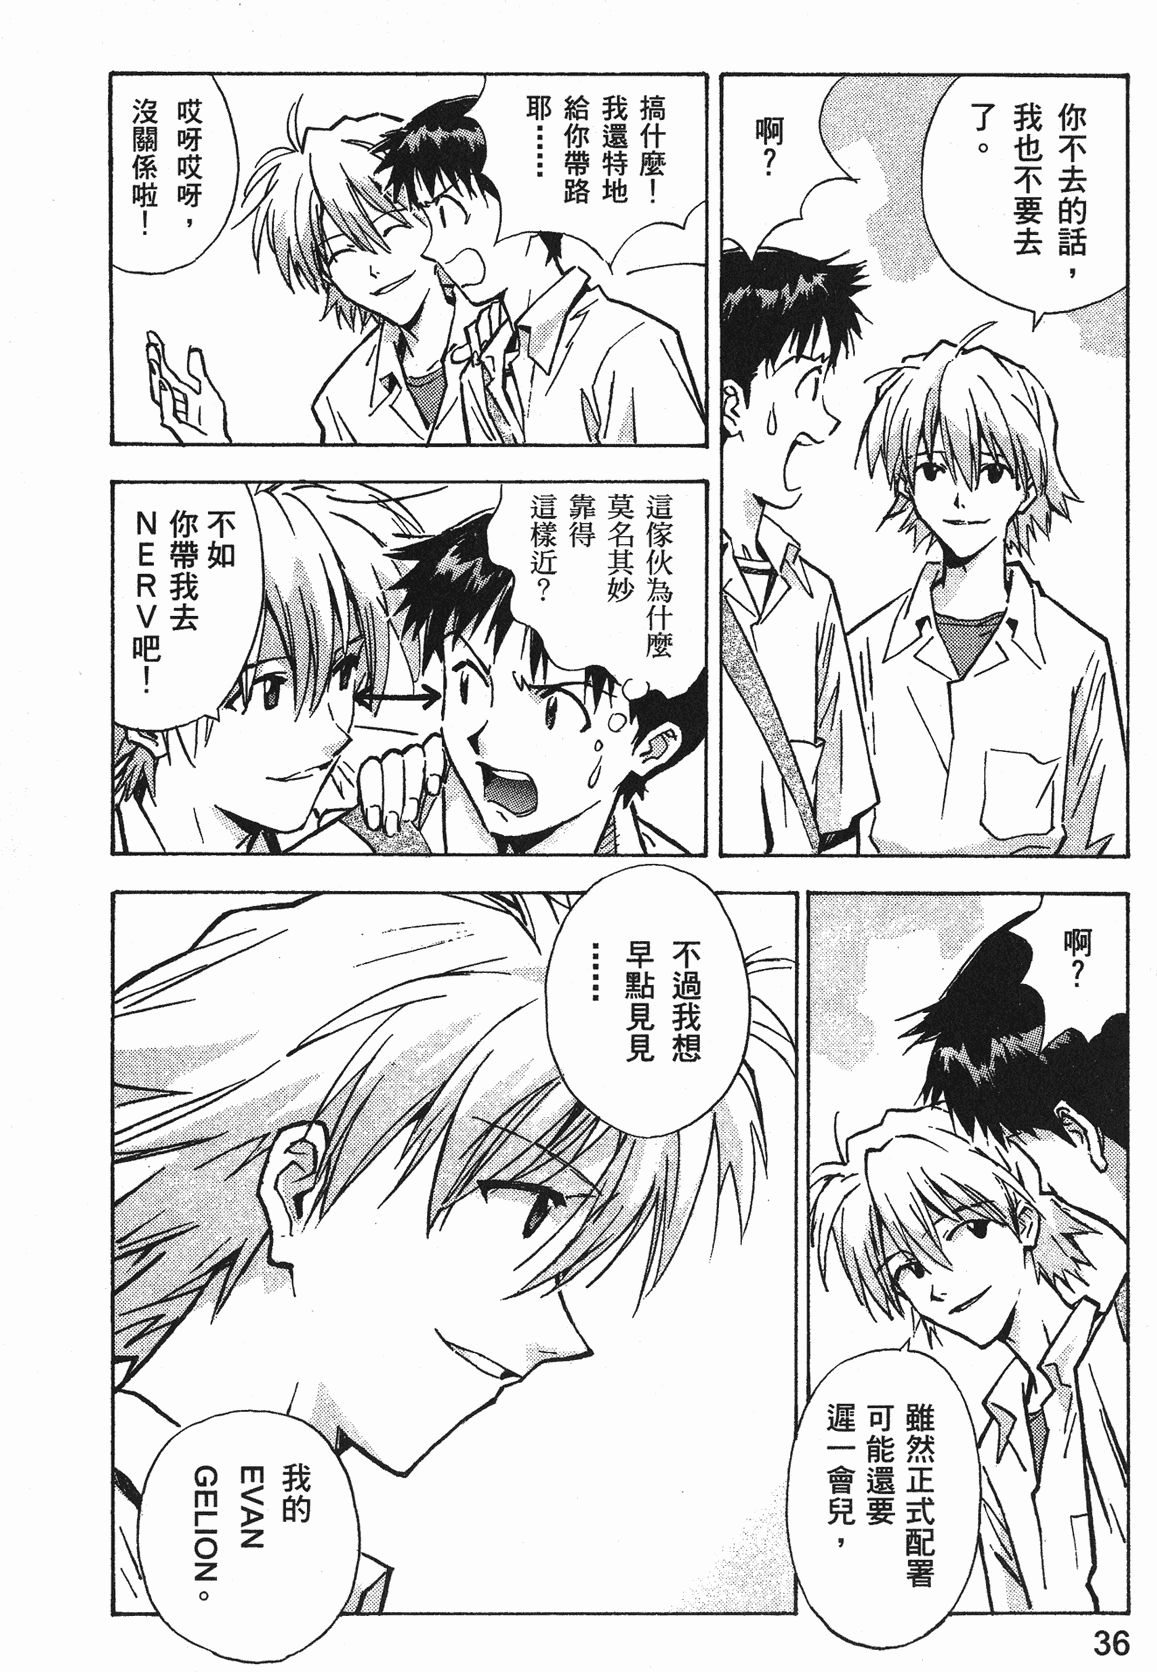 你不去的話，
我也不要去
了。
啊？
搞什麼！
我還特地
給你帶路
耶……
哎呀哎呀，
沒關係啦！
這傢伙為什麼
莫名其妙
靠得
這樣近？
不如
你帶我去
NERV吧！
啊？
雖然正式配署
可能還要
遲一會兒，
不過我想
早點見見
……
我的
EVAN
GELION。
36